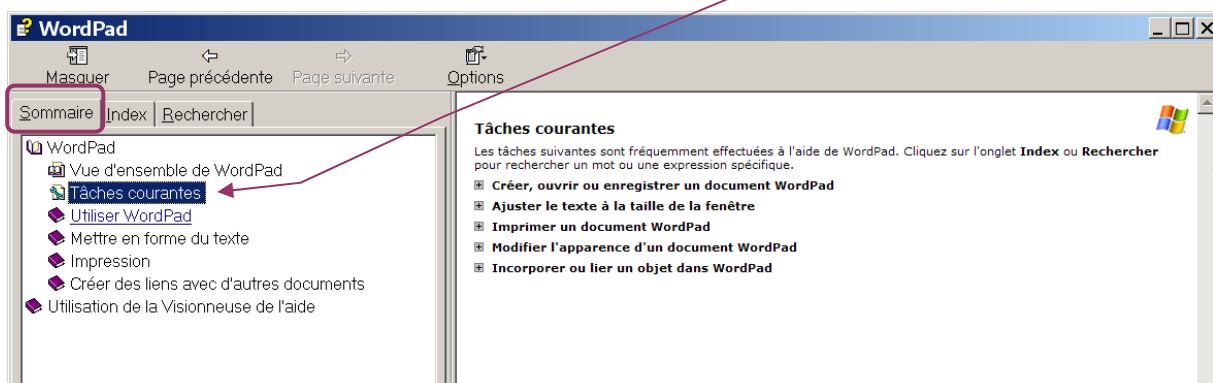 WordPad
Masquer Page précédente Page suivante Options
Sommaire Index Rechercher
WordPad
Vue d'ensemble de WordPad
Tâches courantes
Utiliser WordPad
Mettre en forme du texte
Impression
Créer des liens avec d'autres documents
Utilisation de la Visionneuse de l'aide
Tâches courantes
Les tâches suivantes sont fréquemment effectuées à l'aide de WordPad. Cliquez sur l'onglet Index ou Rechercher
pour rechercher un mot ou une expression spécifique.
Créer, ouvrir ou enregistrer un document WordPad
Ajuster le texte à la taille de la fenêtre
Imprimer un document WordPad
Modifier l'apparence d'un document WordPad
Incorporer ou lier un objet dans WordPad